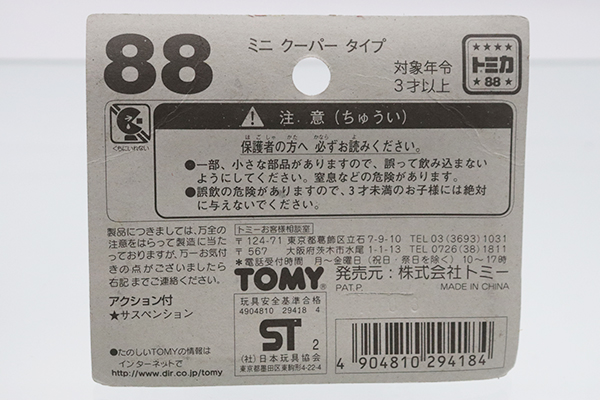 88
ミニ クーパー タイプ
対象年令
3才以上
★★★★
トミカ
★88★
くちにいれない
注 . 意 (ちゅうい)
ほ ご しゃ かた かなら よ
保護者の方へ 必ずお読みください。
●一部、小さな部品がありますので、誤って飲み込まない
ようにしてください。窒息などの危険があります。
●誤飲の危険がありますので、3才未満のお子様には絶対
に与えないでください。
製品につきましては、万全の
注意をはらって製造に当た
っておりますが、万一お気付
きの点がございましたら
右記までご連絡ください。
アクション付
★サスペンション
トミーお客様相談室
〒124-71 東京都葛飾区立石7-9-10 TEL 03(3693)1031
〒567 大阪府茨木市水尾 1-1-13 TEL 0726(38)1811
*電話受付時間 月〜金曜日(祝日・祭日を除く)10〜17時
TOMY®
発売元:株式会社トミー
PAT.P.
MADE IN CHINA
玩具安全基準合格
4904810 29418 4
ST 2
(社)日本玩具協会
東京都墨田区東駒形4-22-4
●たのしいTOMYの情報は
インターネットで
http://www.dir.co.jp/tomy
4 904810 294184